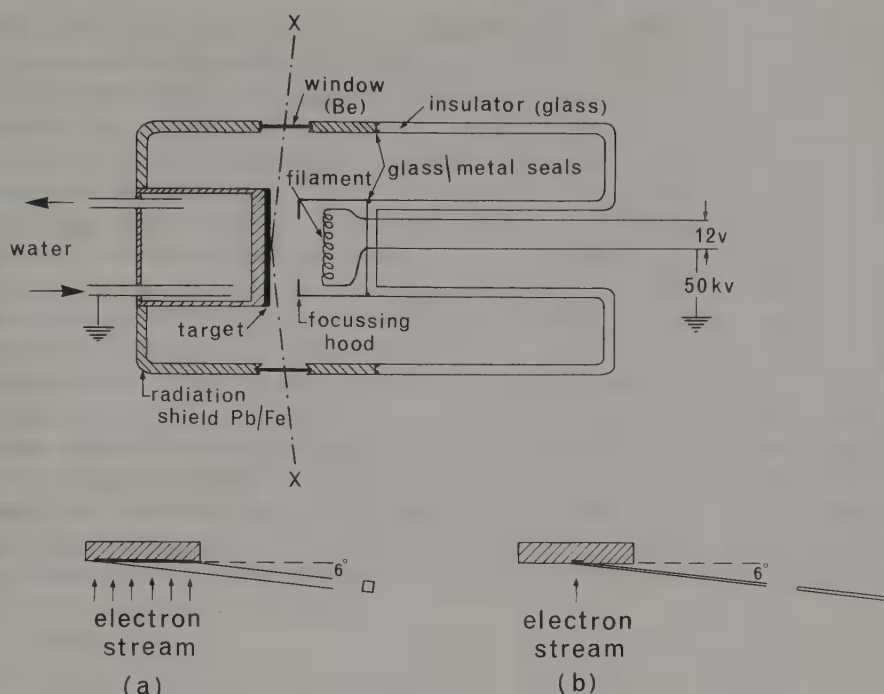 X
window
(Be)
insulator (glass)
glass\metal seals
filament
water
12v
50kv
target
focussing
hood
radiation
shield Pb/Fe
X
6°
6°
electron
stream
electron
stream
(a)
(b)